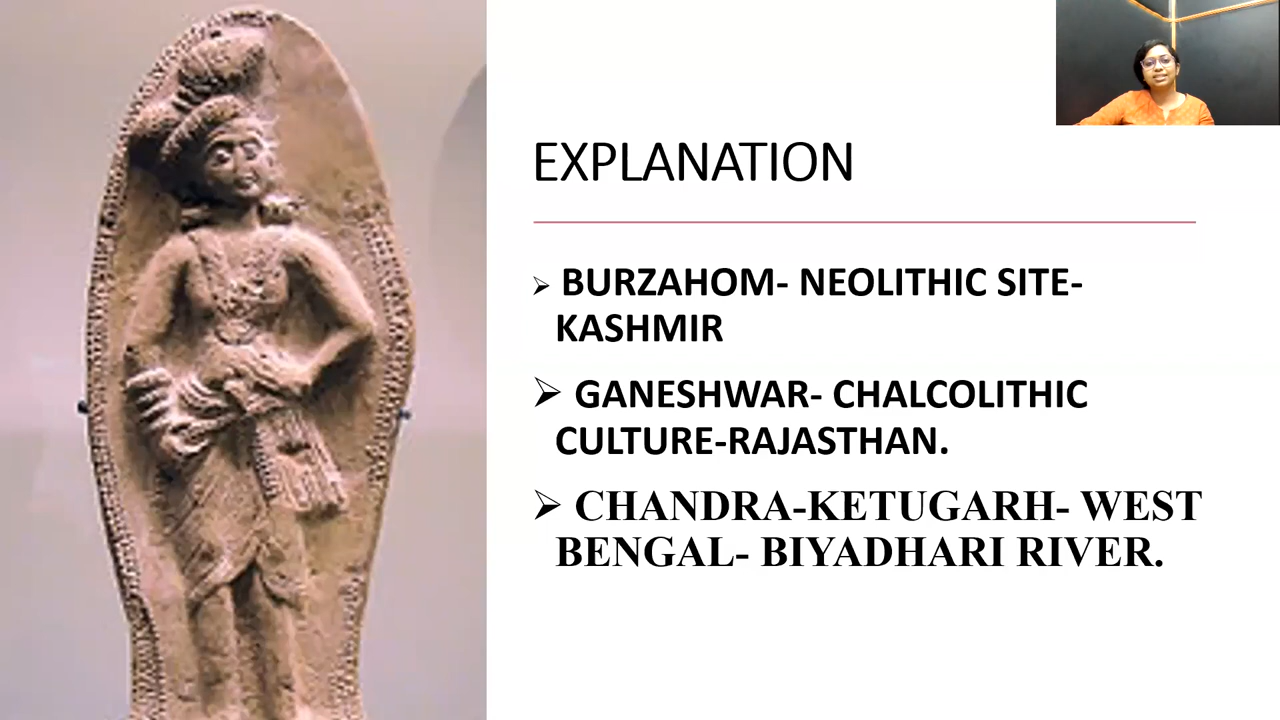 EXPLANATION
➢ BURZAHOM- NEOLITHIC SITE-
KASHMIR
➢ GANESHWAR- CHALCOLITHIC
CULTURE-RAJASTHAN.
➢ CHANDRA-KETUGARH- WEST
BENGAL- BIYADHARI RIVER.